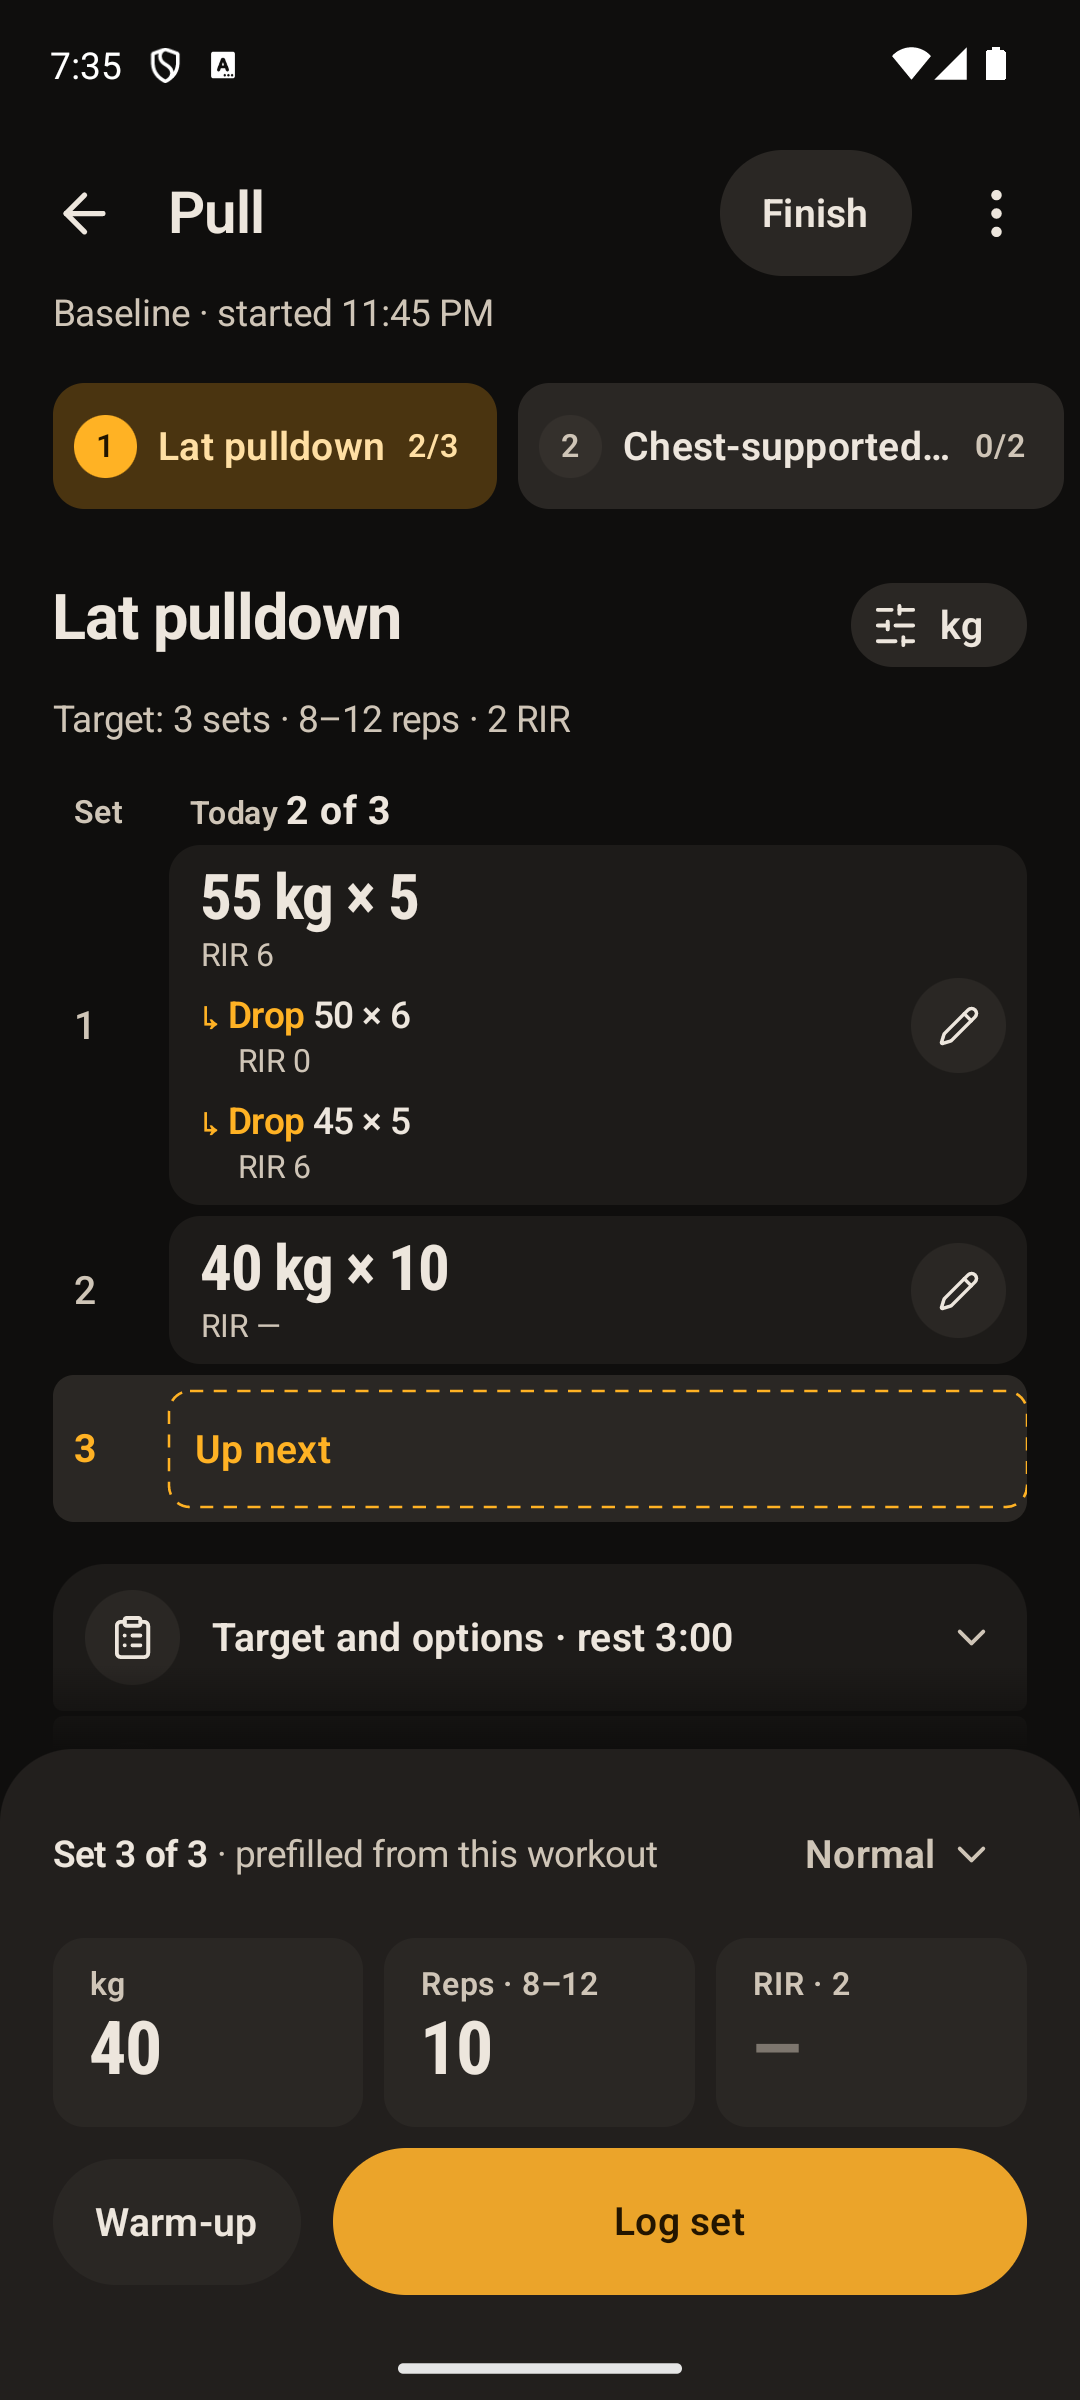 7:35
Pull
Finish
Baseline · started 11:45 PM
1 Lat pulldown 2/3
2 Chest-supported... 0/2
Lat pulldown
kg
Target: 3 sets · 8–12 reps · 2 RIR
Set Today 2 of 3
1
55 kg × 5
RIR 6
↳ Drop 50 × 6
RIR 0
↳ Drop 45 × 5
RIR 6
2
40 kg × 10
RIR —
3 Up next
Target and options · rest 3:00
Set 3 of 3 · prefilled from this workout
Normal
kg
40
Reps · 8–12
10
RIR · 2
—
Warm-up
Log set